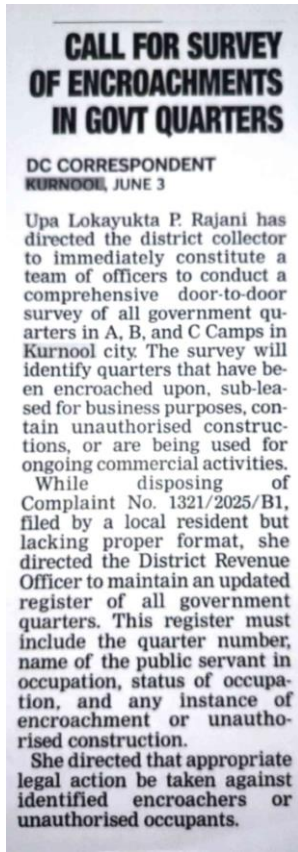 CALL FOR SURVEY
OF ENCROACHMENTS
IN GOVT QUARTERS
DC CORRESPONDENT
KURNOOL, JUNE 3
Upa Lokayukta P. Rajani has
directed the district collector
to immediately constitute a
team of officers to conduct a
comprehensive door-to-door
survey of all government qu-
arters in A, B, and C Camps in
Kurnool city. The survey will
identify quarters that have be-
en encroached upon, sub-lea-
sed for business purposes, con-
tain unauthorised construc-
tions, or are being used for
ongoing commercial activities.
While disposing of
Complaint No. 1321/2025/B1,
filed by a local resident but
lacking proper format, she
directed the District Revenue
Officer to maintain an updated
register of all government
quarters. This register must
include the quarter number,
name of the public servant in
occupation, status of occupa-
tion, and any instance of
encroachment or unautho-
rised construction.
She directed that appropriate
legal action be taken against
identified encroachers or
unauthorised occupants.